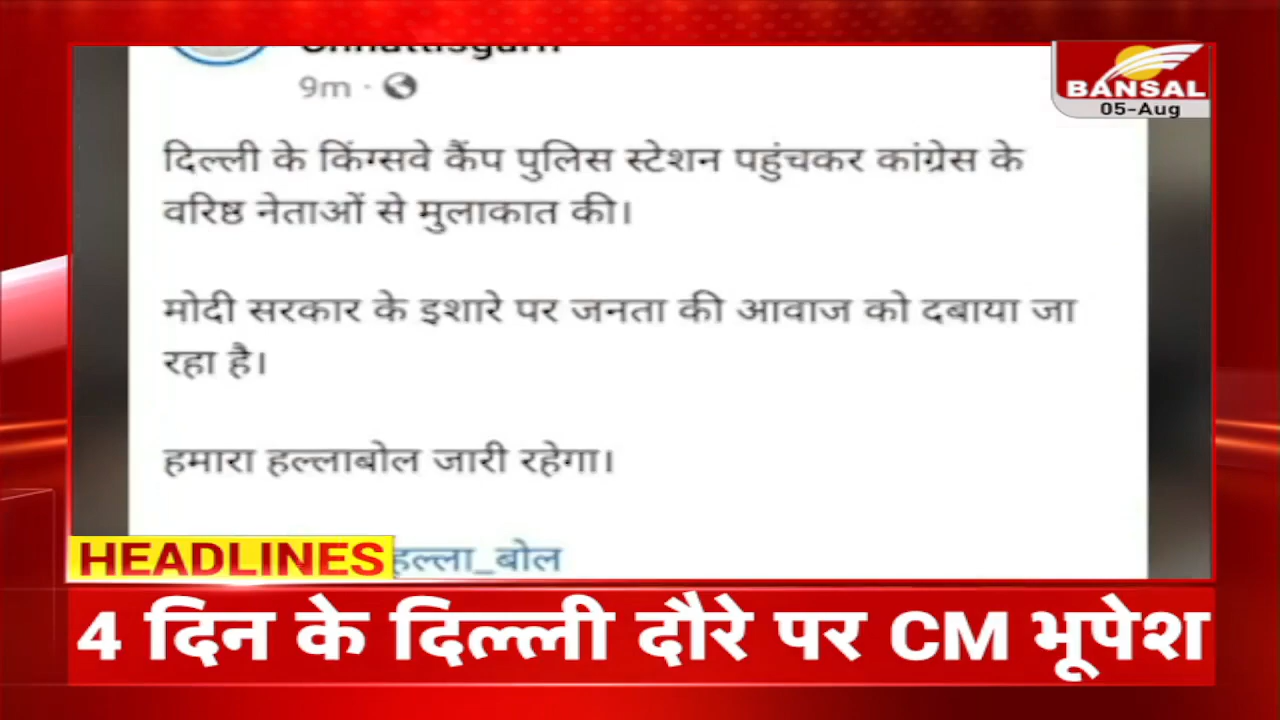 Chhattisgarh
9m ·
BANSAL
05-Aug
दिल्ली के किंग्सवे कैंप पुलिस स्टेशन पहुंचकर कांग्रेस के
वरिष्ठ नेताओं से मुलाकात की।
मोदी सरकार के इशारे पर जनता की आवाज को दबाया जा
रहा है।
हमारा हल्लाबोल जारी रहेगा।
HEADLINES
हल्ला_बोल
4 दिन के दिल्ली दौरे पर CM भूपेश